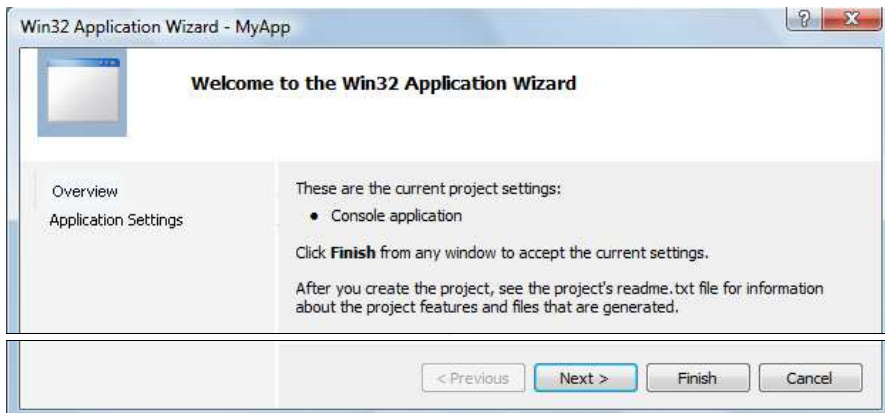 Win32 Application Wizard - MyApp
?
X
Welcome to the Win32 Application Wizard
Overview
Application Settings
These are the current project settings:
● Console application
Click Finish from any window to accept the current settings.
After you create the project, see the project's readme.txt file for information
about the project features and files that are generated.
< Previous Next > Finish Cancel